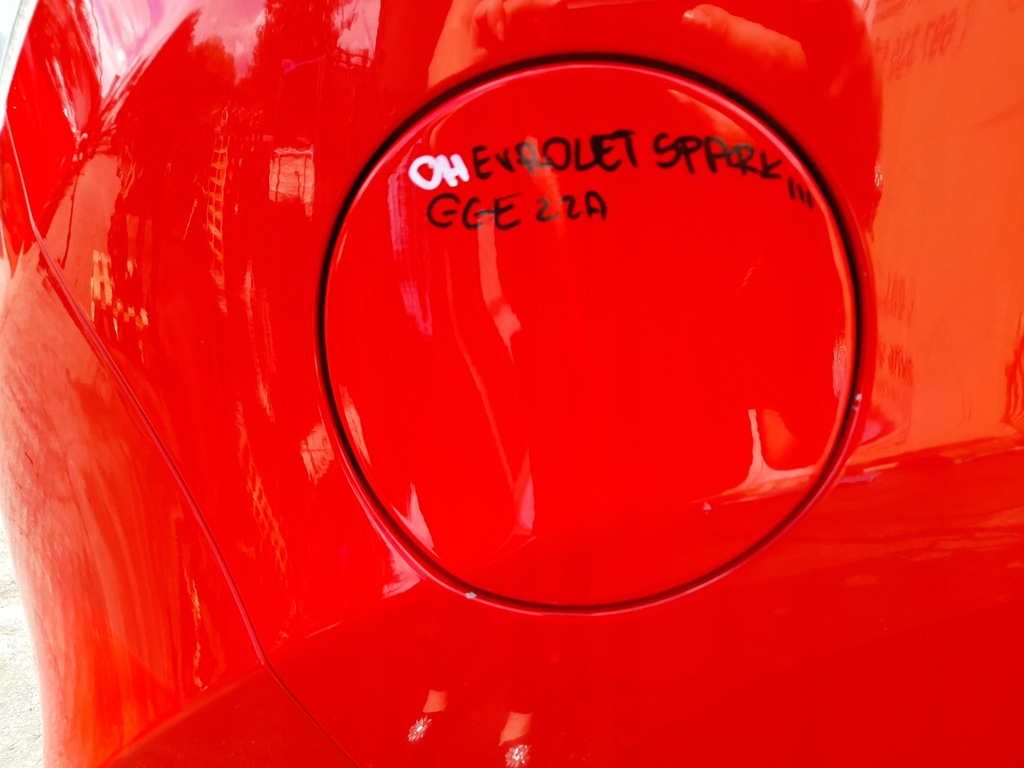 CHEVROLET SPARK !!!
GGE 22A